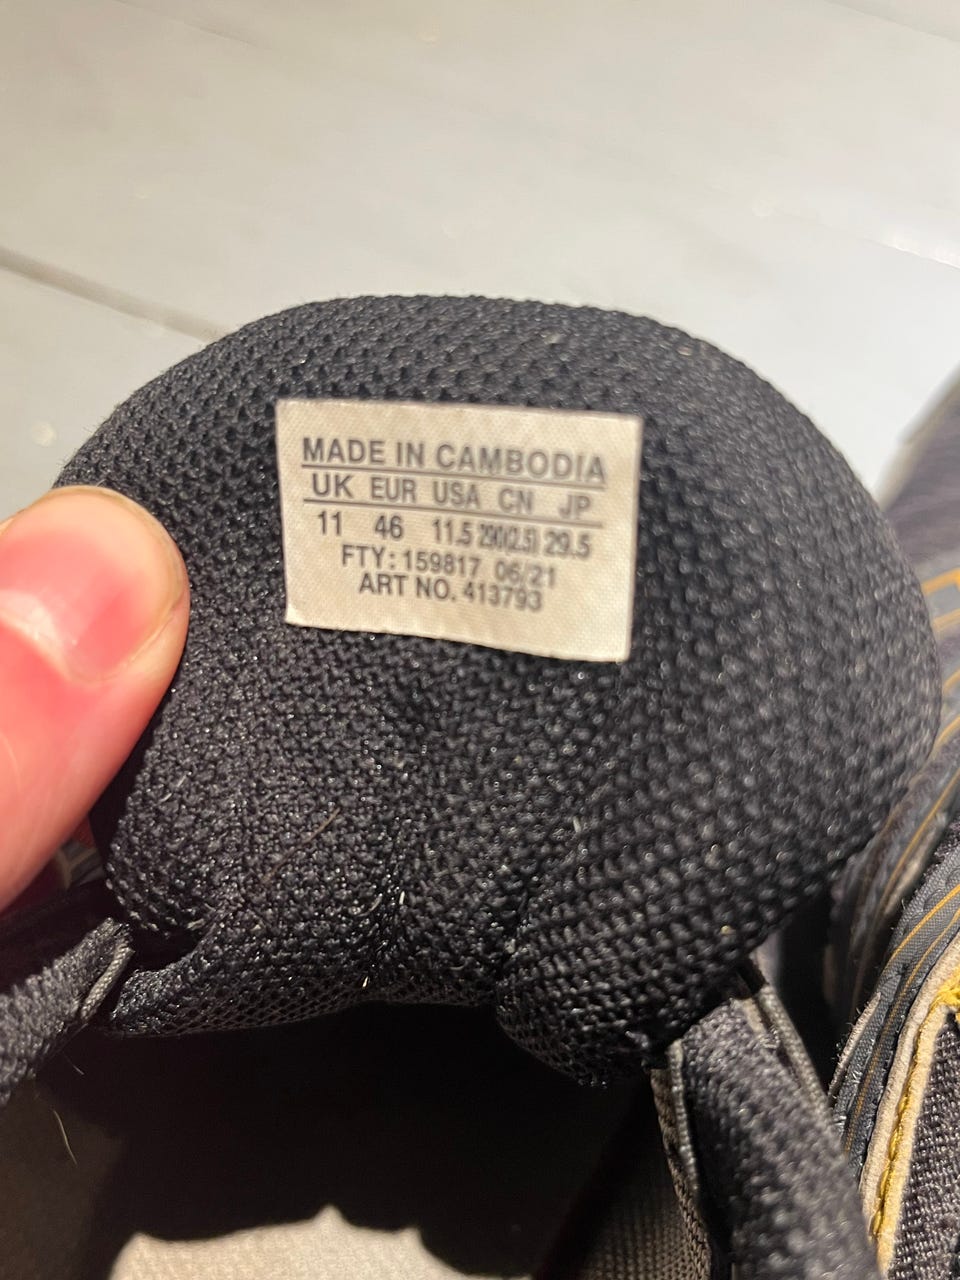 MADE IN CAMBODIA
UK EUR USA CN JP
11 46 11.5 290(2.5) 29.5
FTY: 159817 06/21
ART NO. 413793